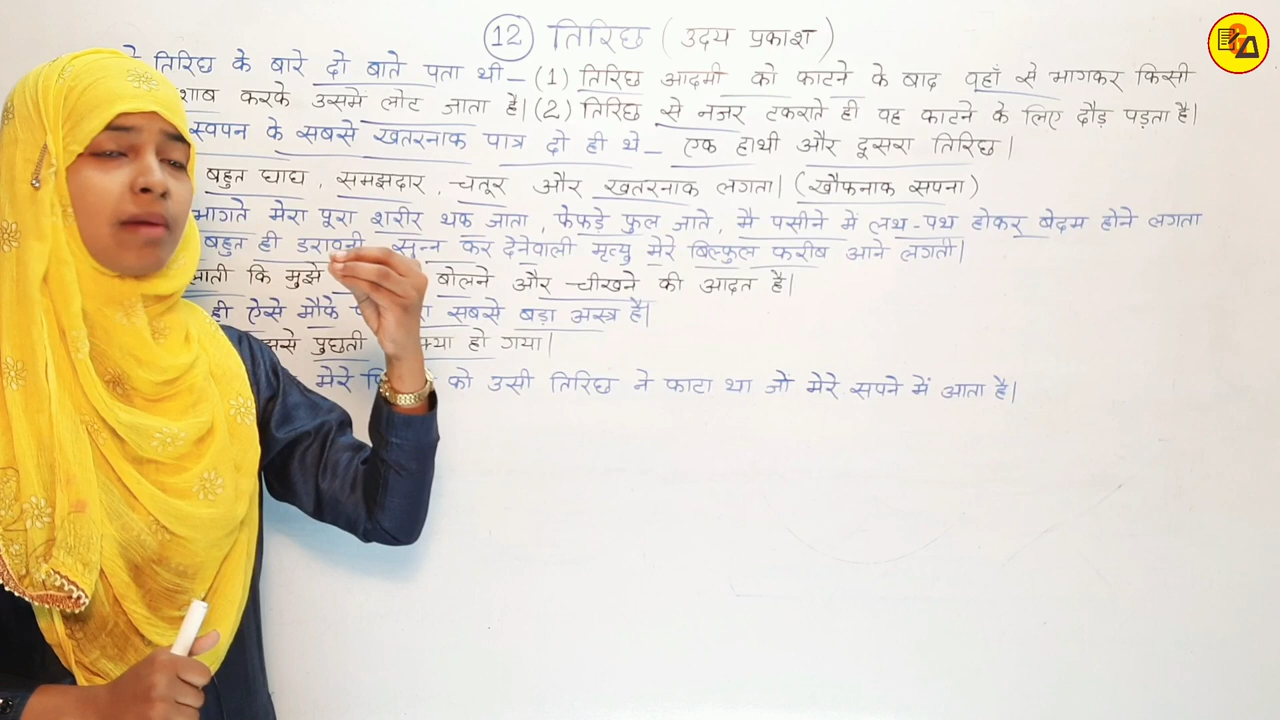 12 तिरिछ (उदय प्रकाश)
तिरिछ के बारे दो बाते पता थी – (1) तिरिछ आदमी को काटने के बाद वहाँ से भागकर किसी
करके उसमें लोट जाता है। (2) तिरिछ से नजर टकराते ही वह काटने के लिए दौड़ पड़ता है।
स्वपन के सबसे खतरनाक पात्र दो ही थे – एक हाथी और दूसरा तिरिछ।
बहुत घाघ, समझदार, चतूर और खतरनाक लगता। (खौफनाक सपना)
भागते मेरा पूरा शरीर थक जाता, फेफड़े फुल जाते, मै पसीने में लथ-पथ होकर बेदम होने लगता
बहुत ही डरावनी, सुन्न कर देनेवाली मृत्यु मेरे बिल्कुल करीब आने लगती।
कि मुझे बोलने और चीखने की आदत है।
ही ऐसे मौके सबसे बड़ा अस्त्र है।
पुछती क्या हो गया।
मेरे को उसी तिरिछ ने काटा था जो मेरे सपने में आता है।